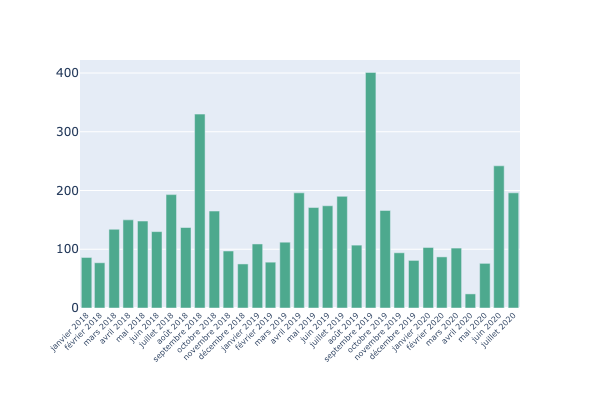 400
300
200
100
0
janvier 2018
février 2018
mars 2018
avril 2018
mai 2018
juin 2018
juillet 2018
août 2018
septembre 2018
octobre 2018
novembre 2018
décembre 2018
janvier 2019
février 2019
mars 2019
avril 2019
mai 2019
juin 2019
juillet 2019
août 2019
septembre 2019
octobre 2019
novembre 2019
décembre 2019
janvier 2020
février 2020
mars 2020
avril 2020
mai 2020
juin 2020
juillet 2020